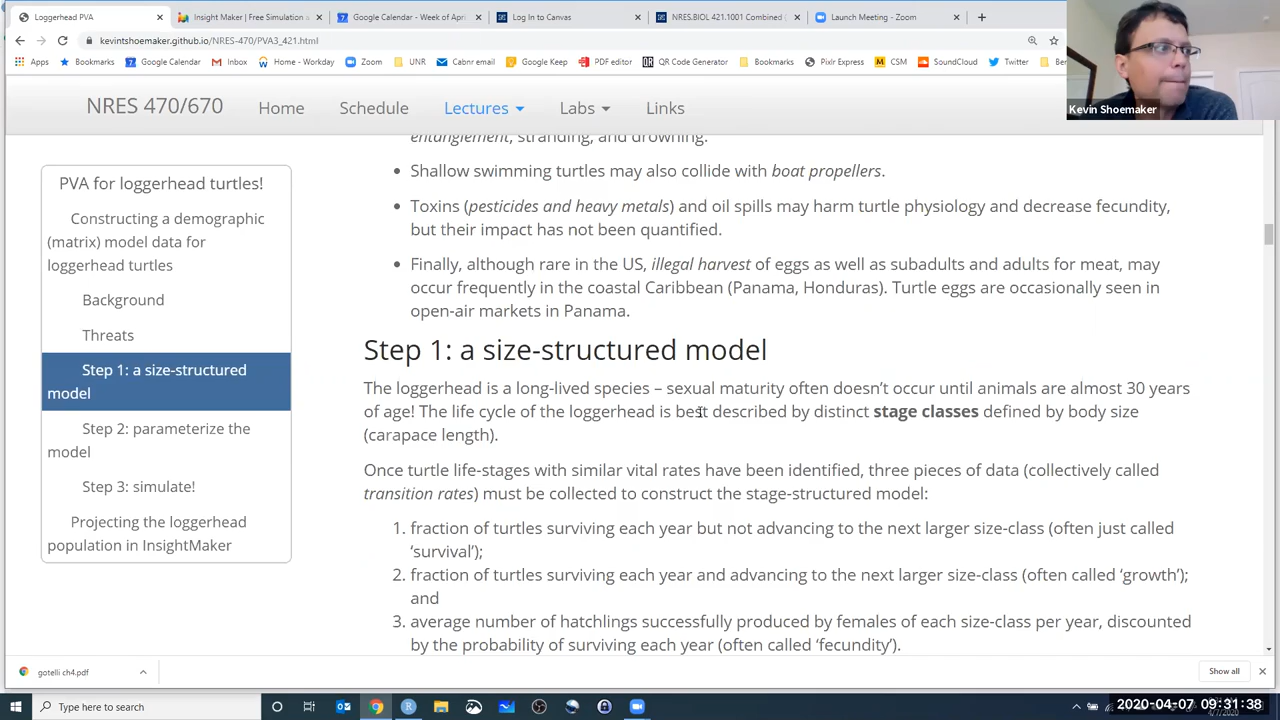 Loggerhead PVA
Insight Maker | Free Simulation a
Google Calendar - Week of Apri
Log In to Canvas
NRES.BIOL 421.1001 Combined (
Launch Meeting - Zoom
kevintshoemaker.github.io/NRES-470/PVA3_421.html
Apps
Bookmarks
Google Calendar
Inbox
Home - Workday
Zoom
UNR
Cabnr email
Google Keep
PDF editor
QR Code Generator
Bookmarks
Pixlr Express
CSM
SoundCloud
Twitter
Be
Kevin Shoemaker
NRES 470/670
Home
Schedule
Lectures
Labs
Links
PVA for loggerhead turtles!
Constructing a demographic
(matrix) model data for
loggerhead turtles
Background
Threats
Step 1: a size-structured
model
Step 2: parameterize the
model
Step 3: simulate!
Projecting the loggerhead
population in InsightMaker
entanglement, stranding, and drowning.
Shallow swimming turtles may also collide with boat propellers.
Toxins (pesticides and heavy metals) and oil spills may harm turtle physiology and decrease fecundity,
but their impact has not been quantified.
Finally, although rare in the US, illegal harvest of eggs as well as subadults and adults for meat, may
occur frequently in the coastal Caribbean (Panama, Honduras). Turtle eggs are occasionally seen in
open-air markets in Panama.
Step 1: a size-structured model
The loggerhead is a long-lived species – sexual maturity often doesn’t occur until animals are almost 30 years
of age! The life cycle of the loggerhead is best described by distinct stage classes defined by body size
(carapace length).
Once turtle life-stages with similar vital rates have been identified, three pieces of data (collectively called
transition rates) must be collected to construct the stage-structured model:
1. fraction of turtles surviving each year but not advancing to the next larger size-class (often just called
‘survival’);
2. fraction of turtles surviving each year and advancing to the next larger size-class (often called ‘growth’);
and
3. average number of hatchlings successfully produced by females of each size-class per year, discounted
by the probability of surviving each year (often called ‘fecundity’).
gotelli ch4.pdf
Show all
Type here to search
2020-04-07 09:31:38